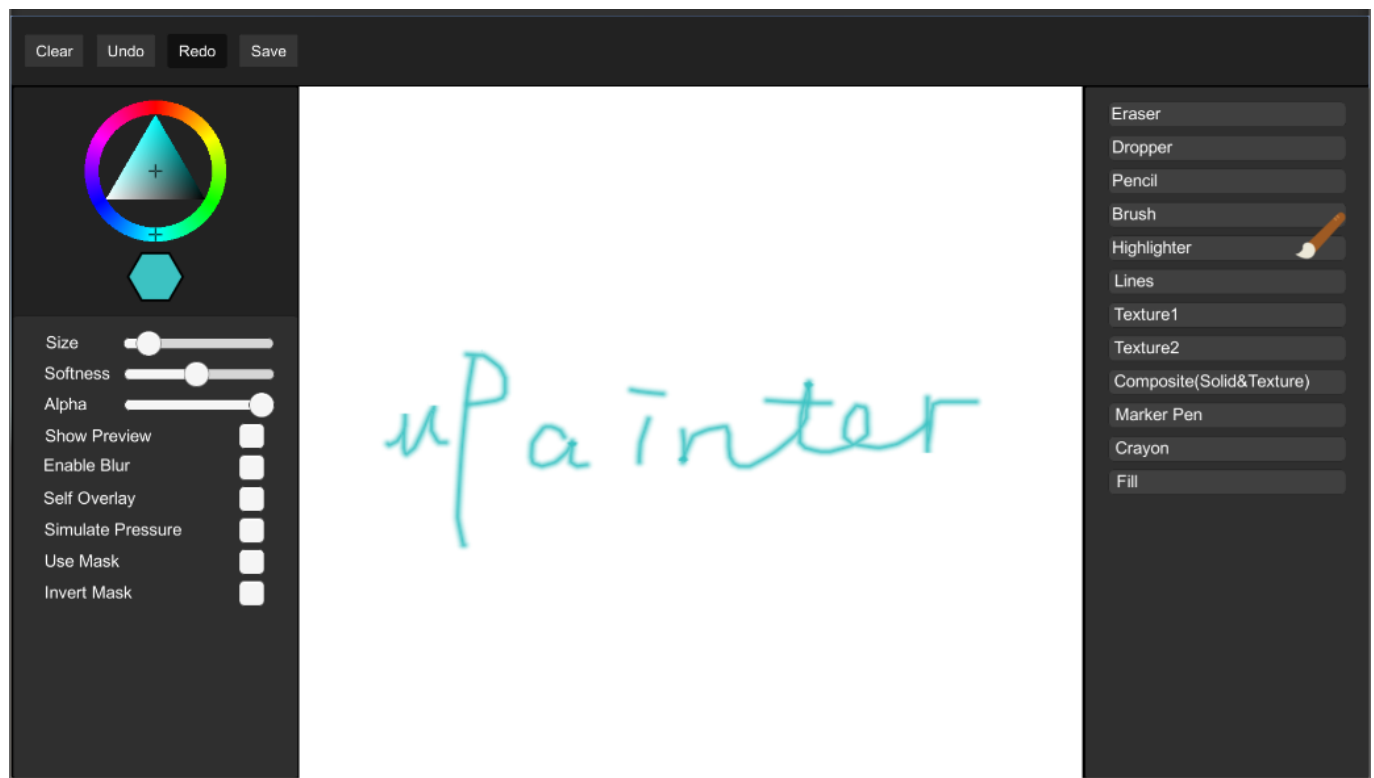 Clear Undo Redo Save
Size
Softness
Alpha
Show Preview
Enable Blur
Self Overlay
Simulate Pressure
Use Mask
Invert Mask
uPainter
Eraser
Dropper
Pencil
Brush
Highlighter
Lines
Texture1
Texture2
Composite(Solid&Texture)
Marker Pen
Crayon
Fill